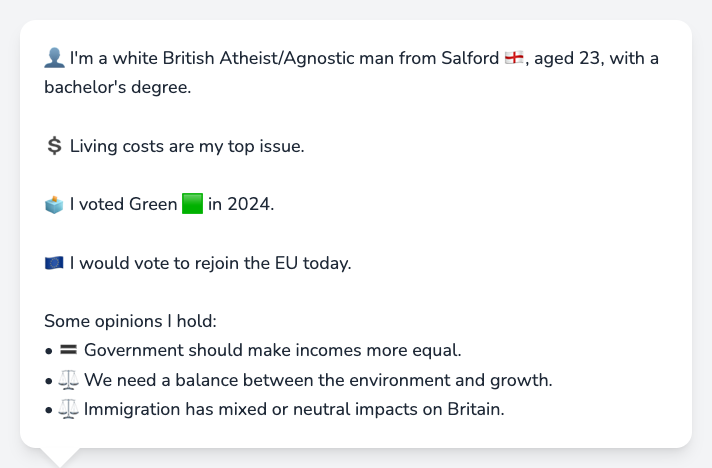 👤 I'm a white British Atheist/Agnostic man from Salford 🏴󠁧󠁢󠁥󠁮󠁧󠁿, aged 23, with a
bachelor's degree.
💲 Living costs are my top issue.
🗳️ I voted Green 🟩 in 2024.
🇪🇺 I would vote to rejoin the EU today.
Some opinions I hold:
• 🟰 Government should make incomes more equal.
• ⚖️ We need a balance between the environment and growth.
• ⚖️ Immigration has mixed or neutral impacts on Britain.